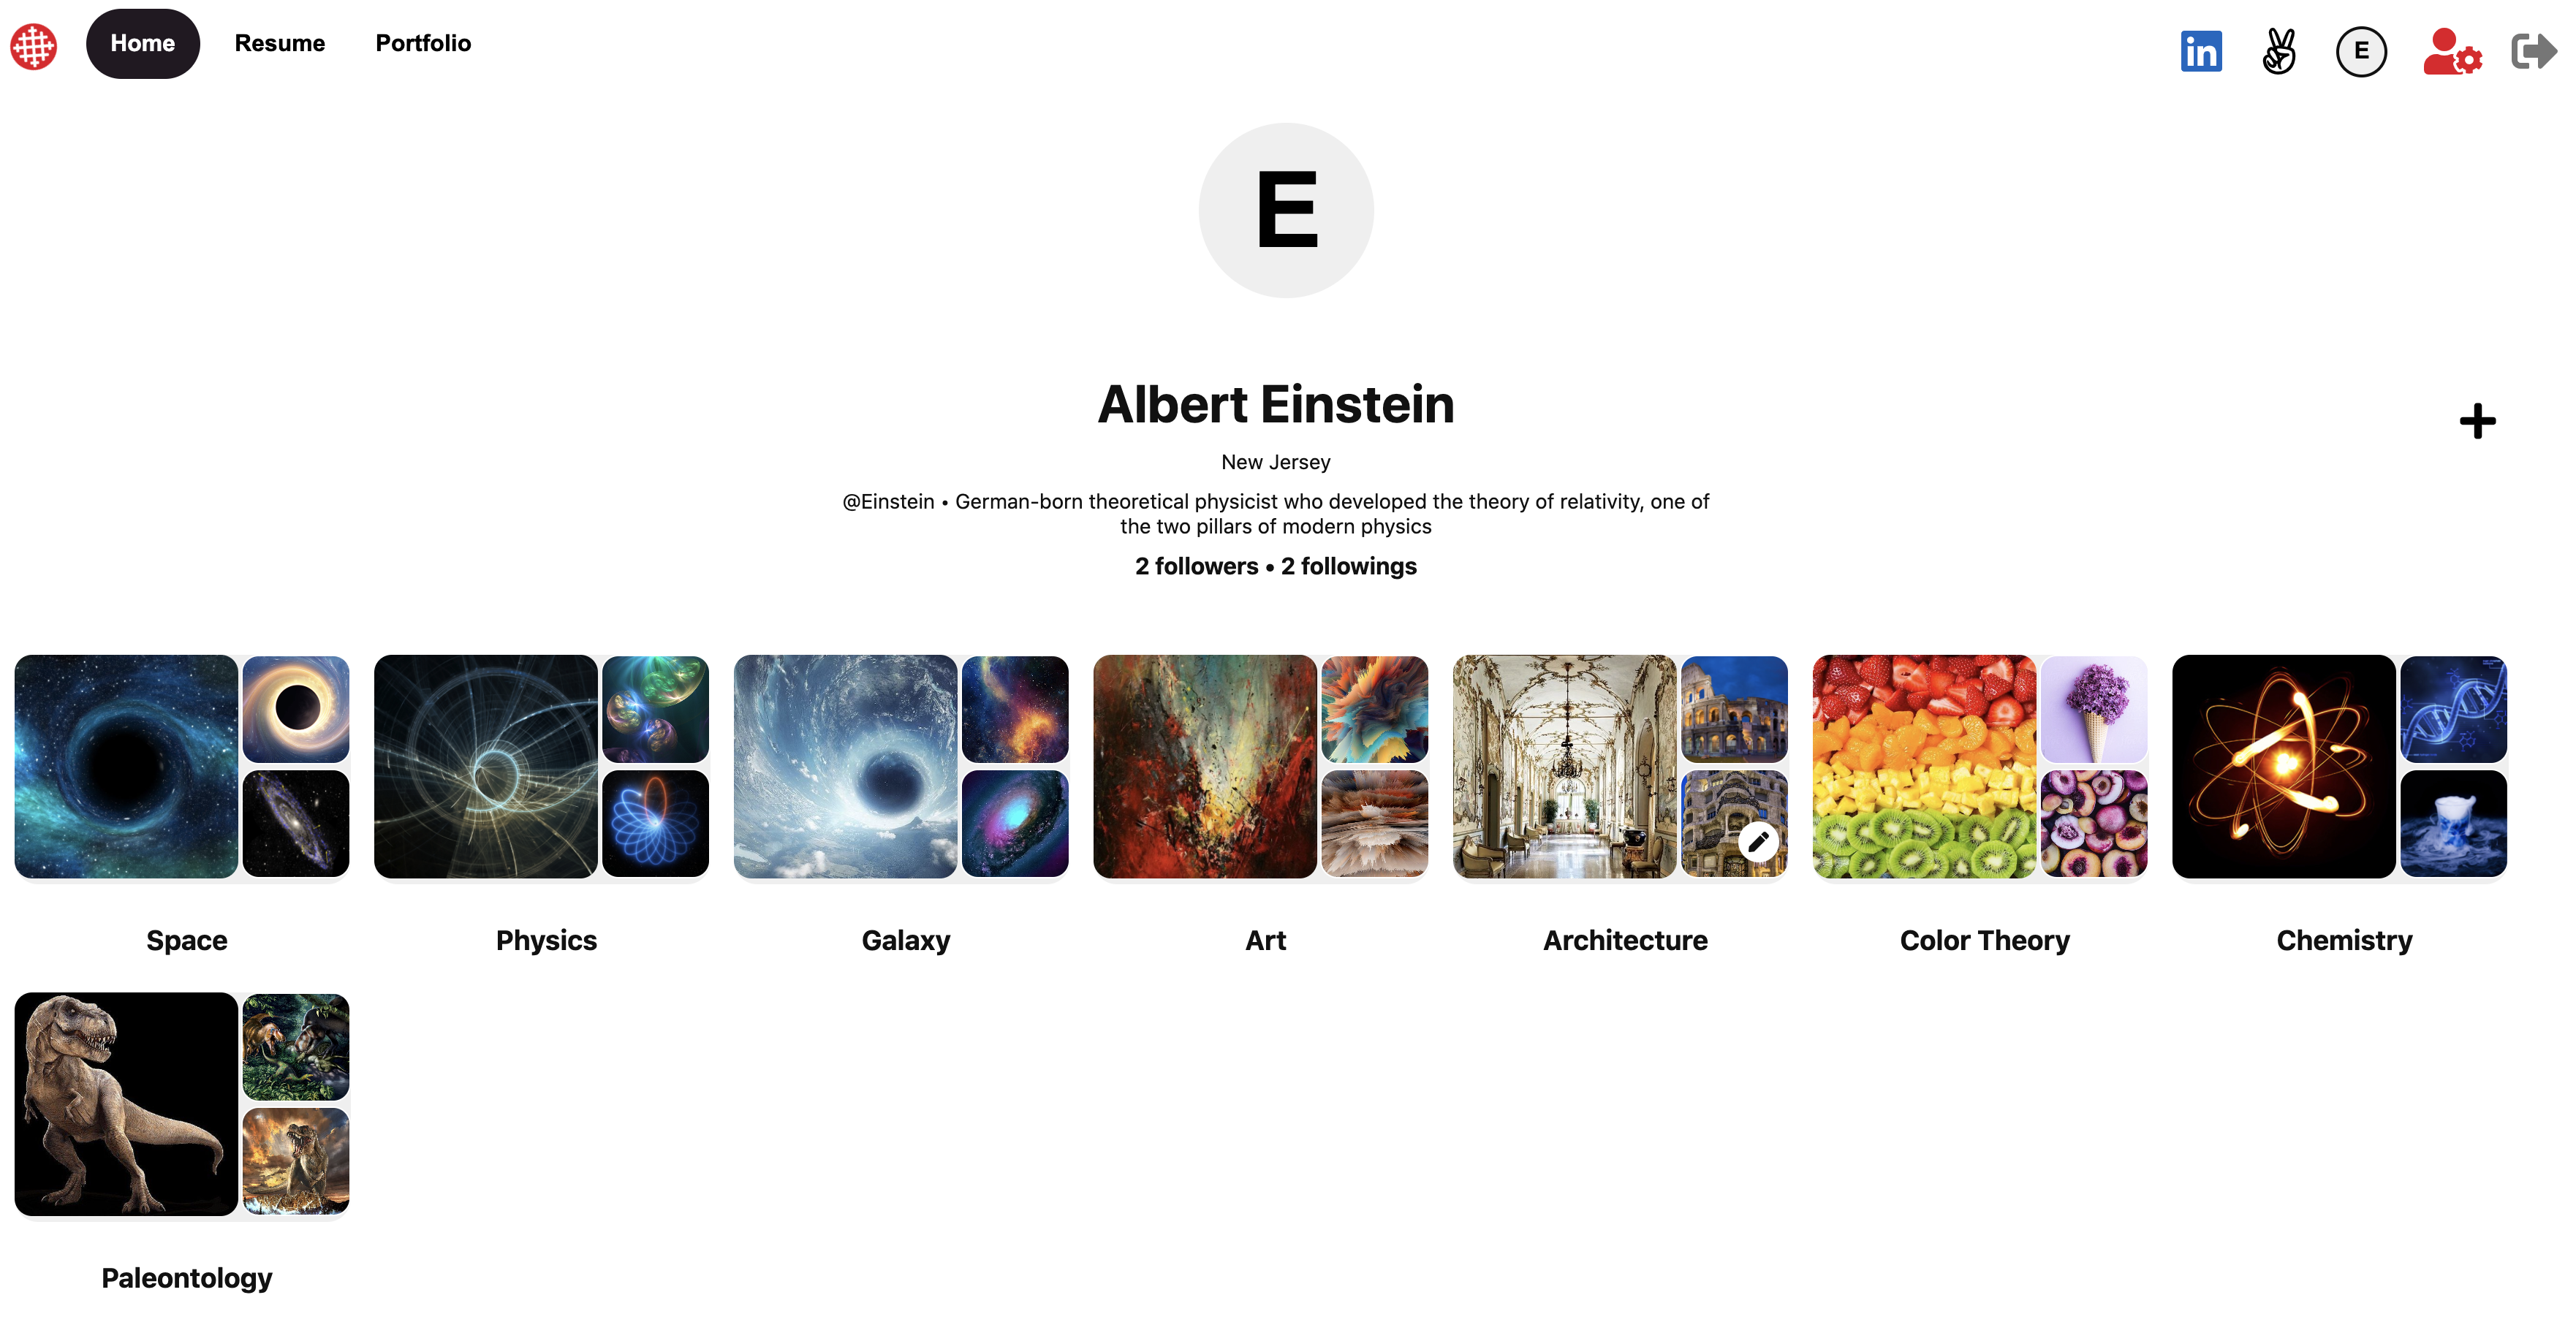 Home Resume Portfolio
E
E
Albert Einstein
New Jersey
@Einstein • German-born theoretical physicist who developed the theory of relativity, one of
the two pillars of modern physics
2 followers • 2 followings
Space Physics Galaxy Art Architecture Color Theory Chemistry
Paleontology